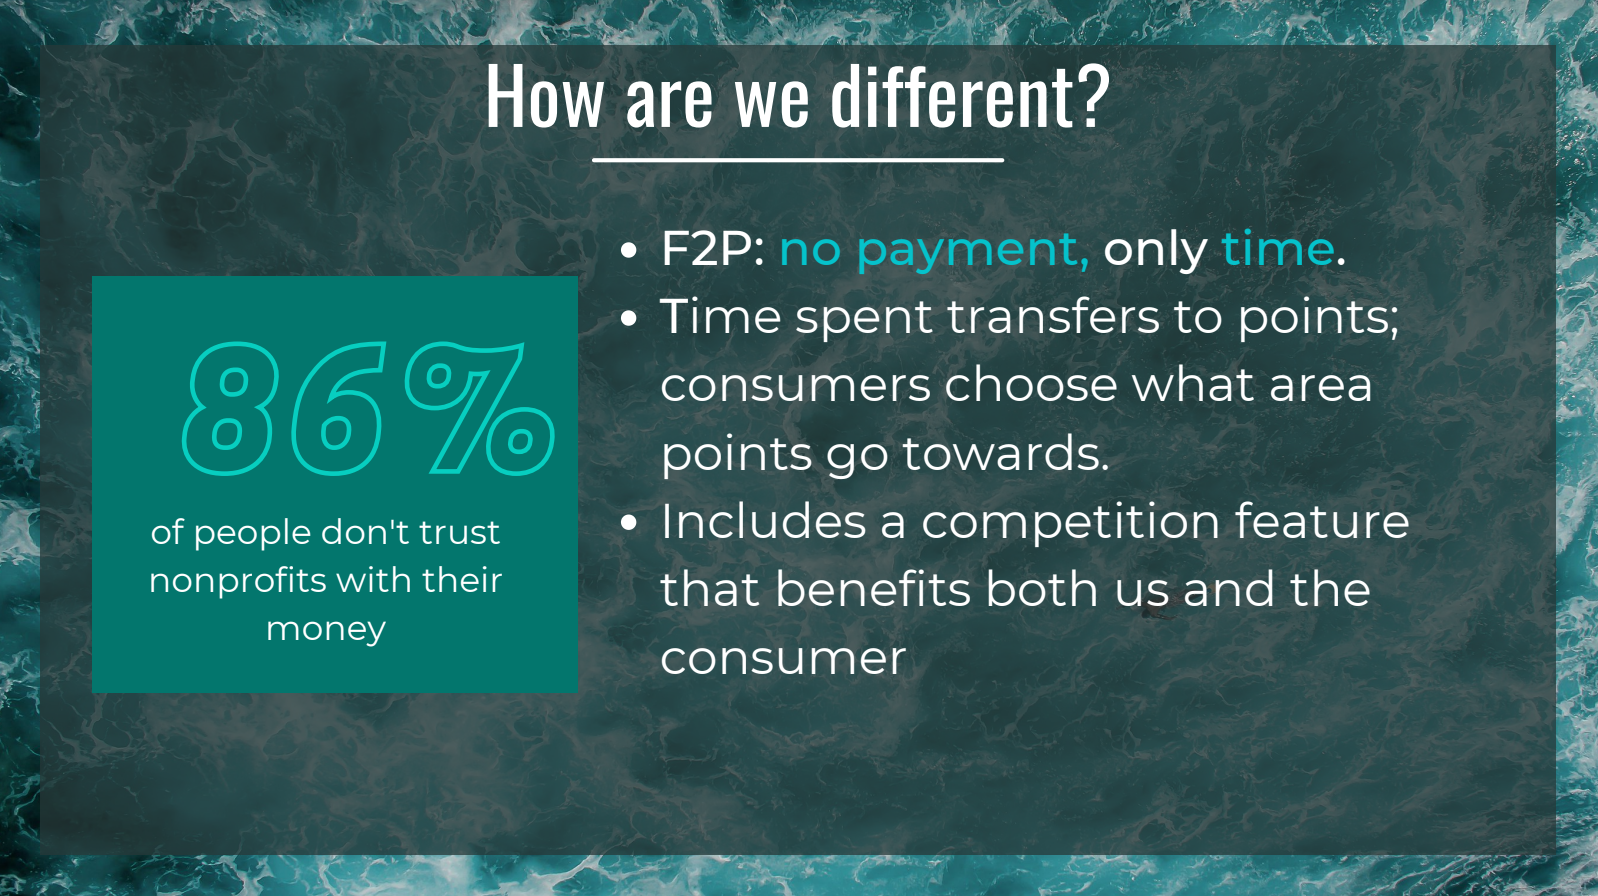 How are we different?
86%
of people don't trust
nonprofits with their
money
• F2P: no payment, only time.
• Time spent transfers to points;
consumers choose what area
points go towards.
• Includes a competition feature
that benefits both us and the
consumer